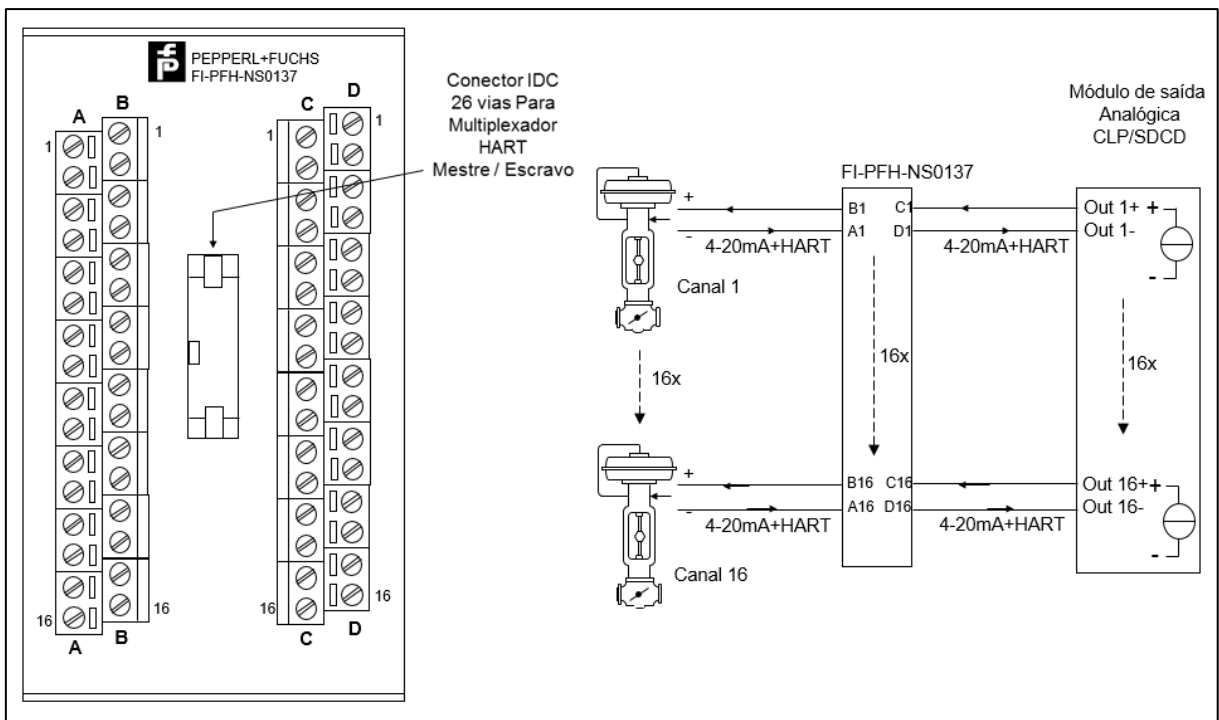 PEPPERL+FUCHS
FI-PFH-NS0137
A
B
C
D
1
1
1
1
16
16
16
16
A
B
C
D
Conector IDC
26 vias Para
Multiplexador
HART
Mestre / Escravo
Módulo de saída
Analógica
CLP/SDCD
FI-PFH-NS0137
+
B1
C1
Out 1+ +
-
A1
D1
Out 1-
4-20mA+HART
4-20mA+HART
-
Canal 1
16x
16x
16x
+
B16
C16
Out 16+ +
-
A16
D16
Out 16-
4-20mA+HART
4-20mA+HART
-
Canal 16